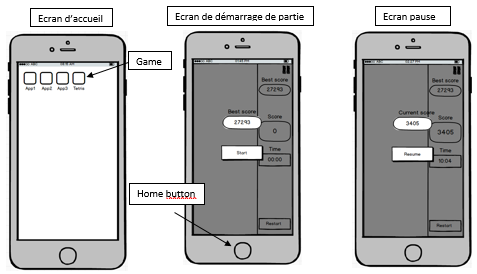 Ecran d'accueil
Ecran de démarrage de partie
Ecran pause
Game
App1 App2 App3 Tetris
Home button
Best score
27293
Best score
27293
Score
0
Start
Time
00:00
Restart
Best score
27293
Current score
3405
Score
3405
Resume
Time
10:04
Restart